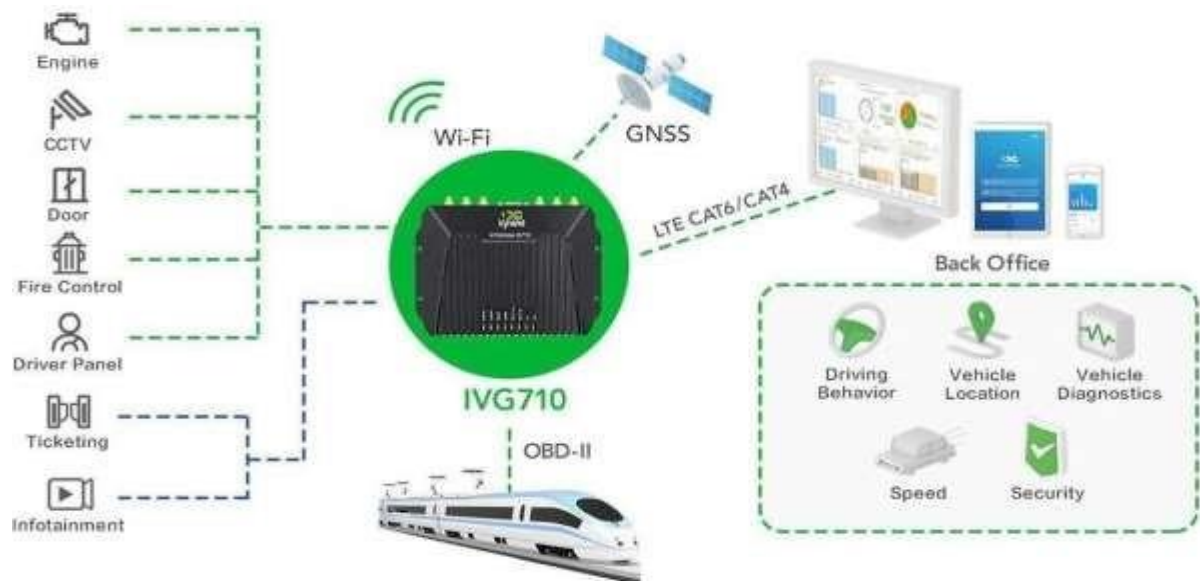 Engine
CCTV
Door
Fire Control
Driver Panel
Ticketing
Infotainment
Wi-Fi
GNSS
LTE CAT6/CAT4
IVG710
OBD-II
Back Office
Driving
Behavior
Vehicle
Location
Vehicle
Diagnostics
Speed
Security